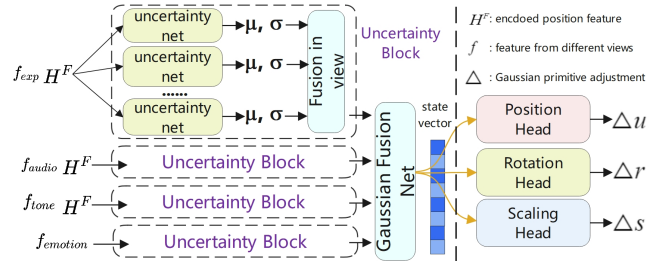 uncertainty
net
μ, σ
uncertainty
net
μ, σ
......
uncertainty
net
μ, σ
Fusion in
view
Uncertainty
Block
f_exp H^F
f_audio H^F
Uncertainty Block
f_tone H^F
Uncertainty Block
f_emotion
Uncertainty Block
Gaussian Fusion
Net
state
vector
H^F: encdoed position feature
f : feature from different views
△ : Gaussian primitive adjustment
Position
Head
△u
Rotation
Head
△r
Scaling
Head
△s